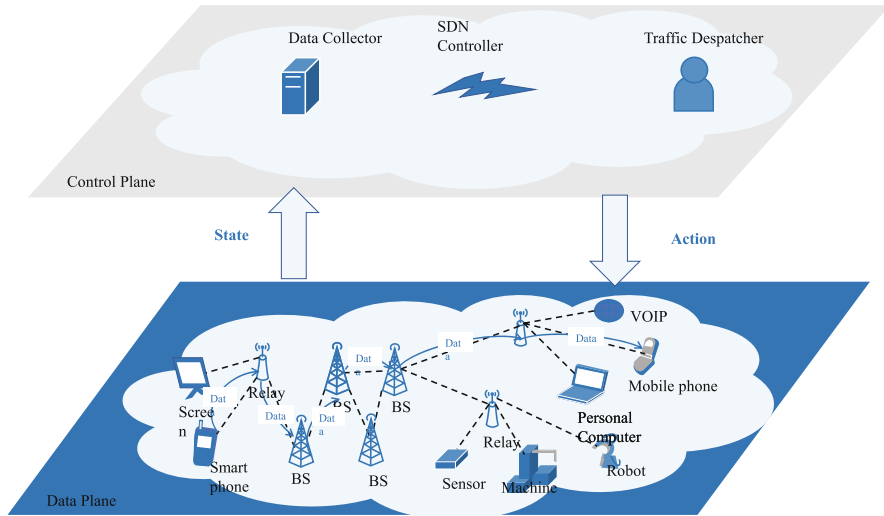 Data Collector
SDN
Controller
Traffic Despatcher
Control Plane
State
Action
VOIP
Data
Dat
a
Dat
a
Mobile phone
Relay
Dat
BS
BS
Scree
n
Data
Dat
a
Personal
Computer
Relay
Smart
phone
BS
BS
Sensor
Machine
Robot
Data Plane